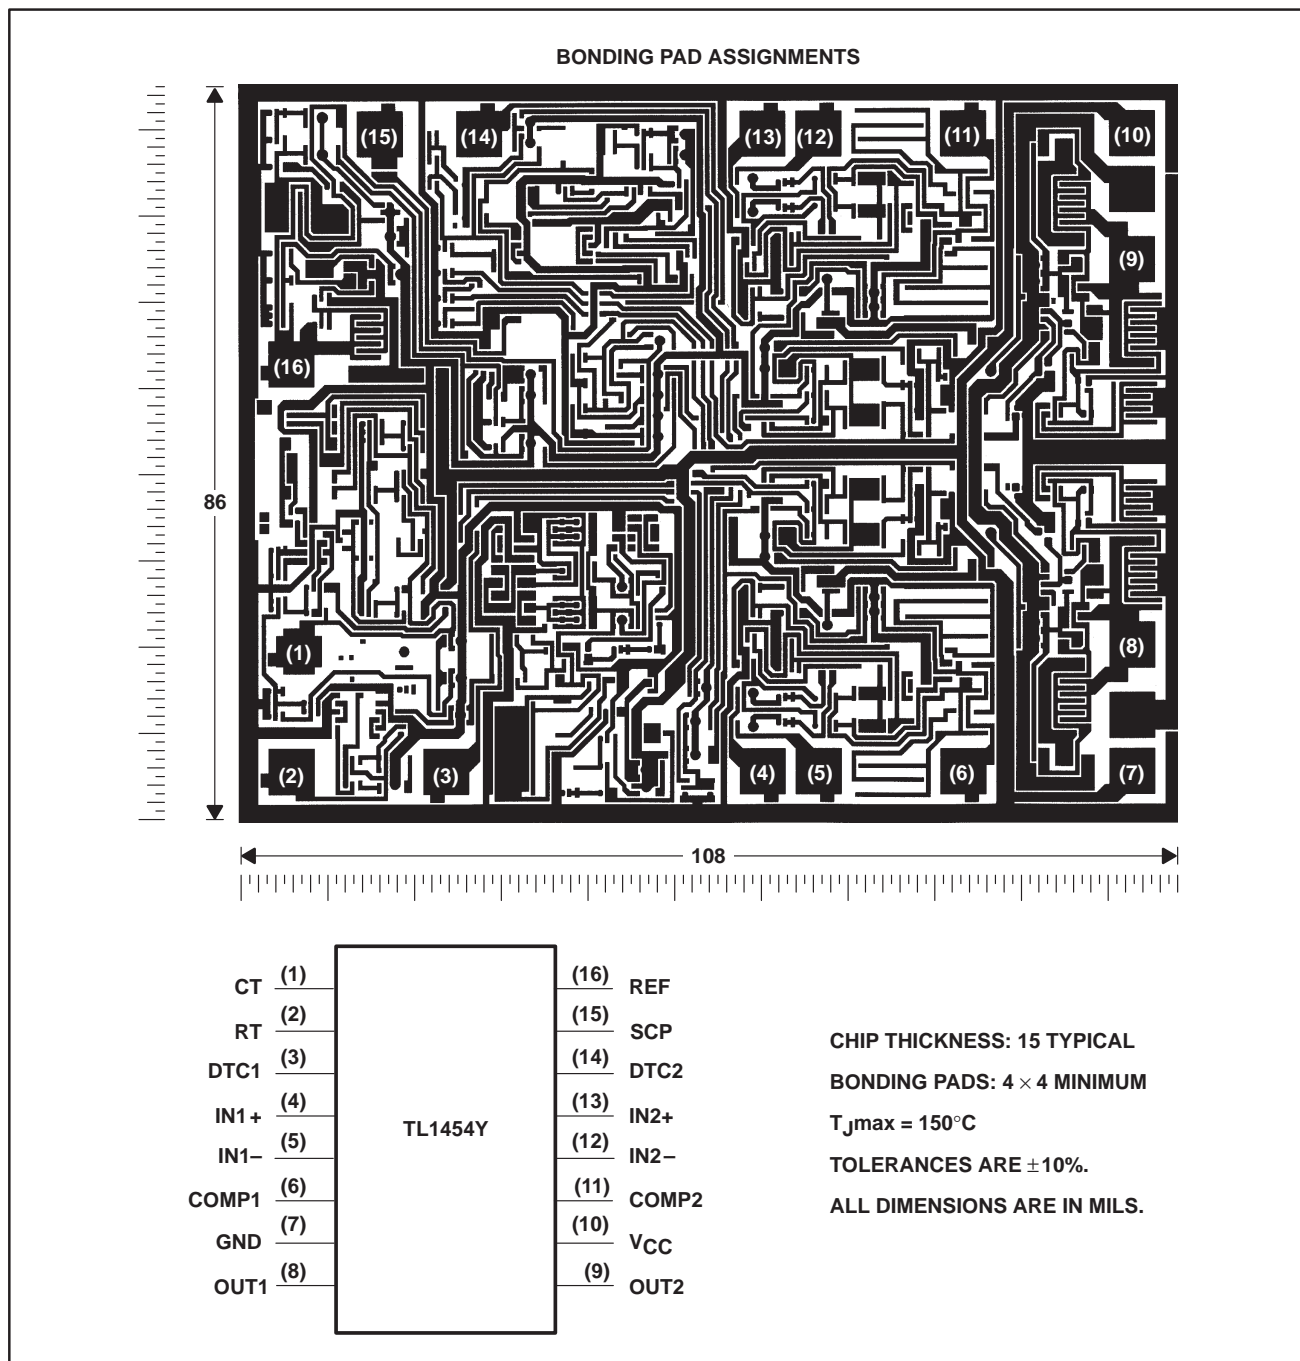 BONDING PAD ASSIGNMENTS
(15) (14) (13) (12) (11) (10)
(9)
(16)
86
(1)
(8)
(2) (3) (4) (5) (6) (7)
108
CT (1) (16) REF
RT (2) (15) SCP
DTC1 (3) (14) DTC2
IN1+ (4) (13) IN2+
TL1454Y
IN1– (5) (12) IN2–
COMP1 (6) (11) COMP2
GND (7) (10) VCC
OUT1 (8) (9) OUT2
CHIP THICKNESS: 15 TYPICAL
BONDING PADS: 4 × 4 MINIMUM
TJmax = 150°C
TOLERANCES ARE ±10%.
ALL DIMENSIONS ARE IN MILS.